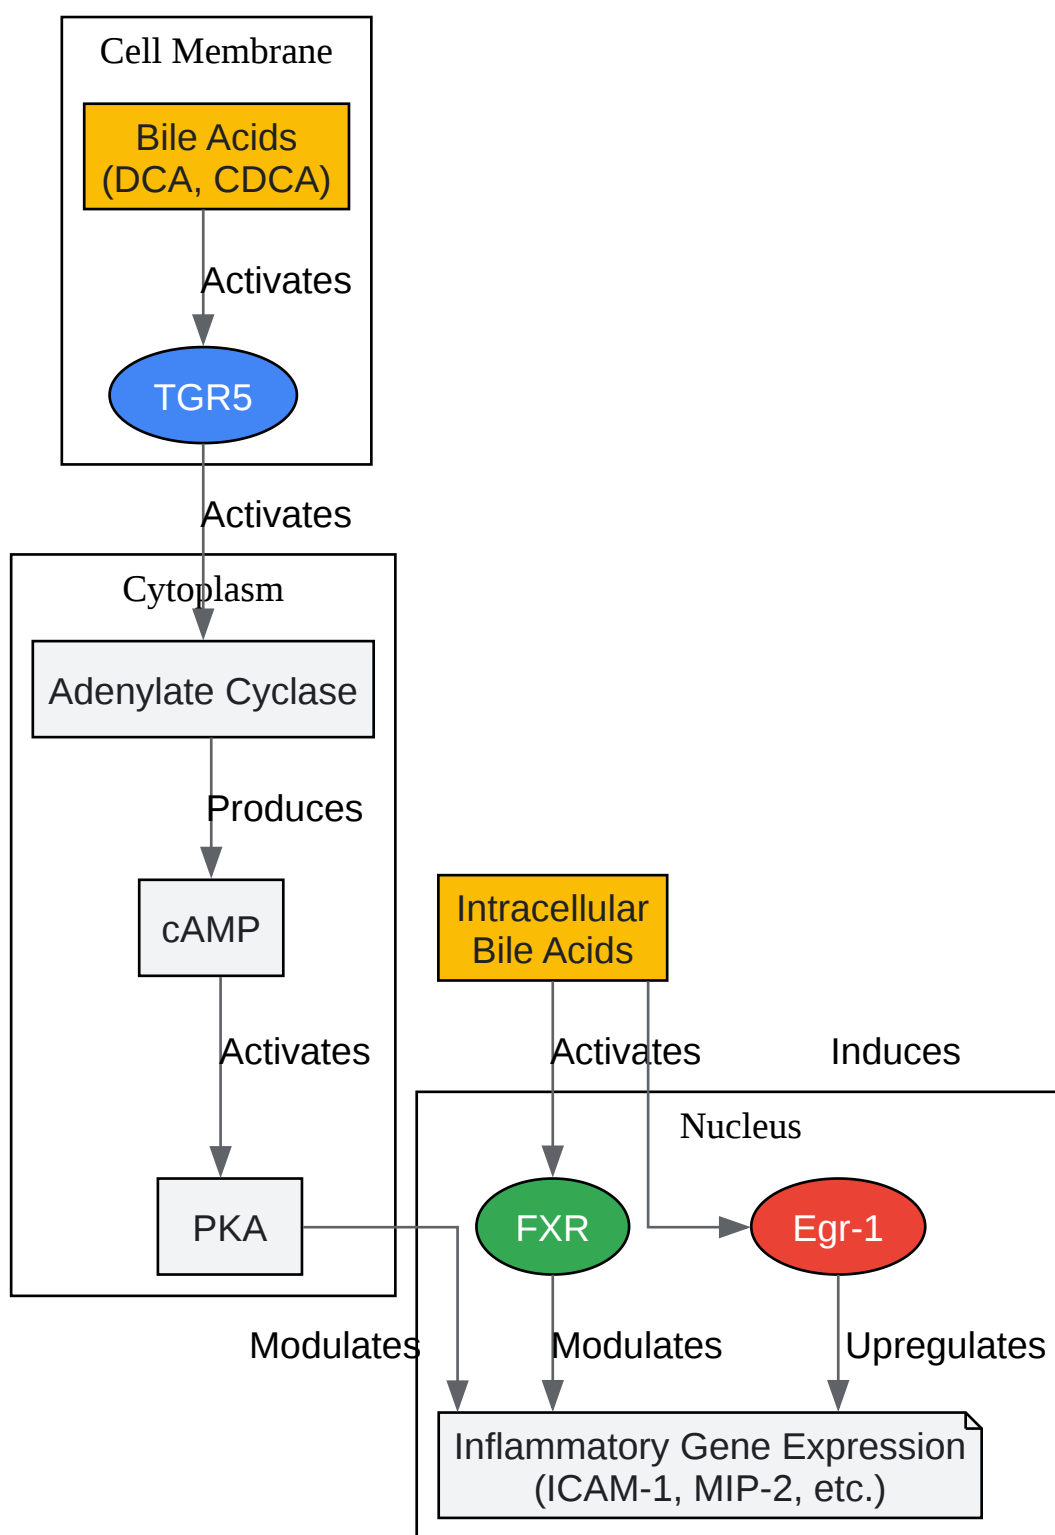 Cell Membrane
Bile Acids
(DCA, CDCA)
Activates
TGR5
Activates
Cytoplasm
Adenylate Cyclase
Produces
cAMP
Intracellular
Bile Acids
Activates
Activates
Induces
Nucleus
PKA
FXR
Egr-1
Modulates
Modulates
Upregulates
Inflammatory Gene Expression
(ICAM-1, MIP-2, etc.)